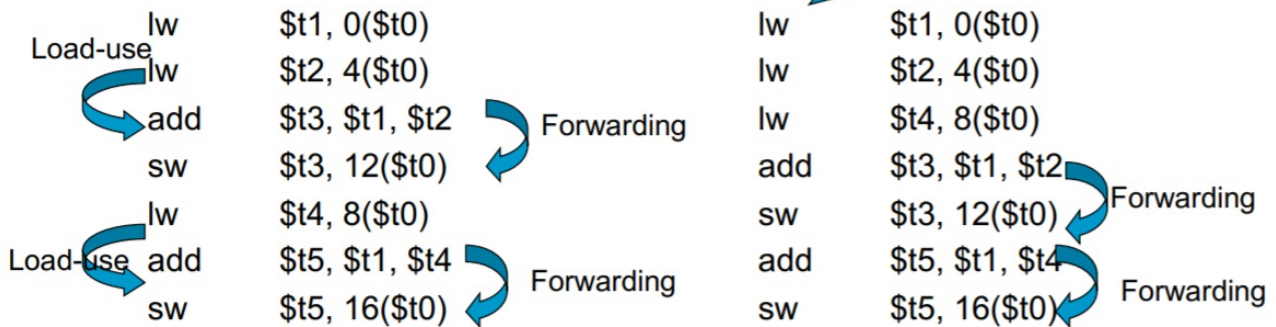 lw $t1, 0($t0)
Load-use
lw $t2, 4($t0)
add $t3, $t1, $t2
Forwarding
sw $t3, 12($t0)
lw $t4, 8($t0)
Load-use
add $t5, $t1, $t4
Forwarding
sw $t5, 16($t0)
lw $t1, 0($t0)
lw $t2, 4($t0)
lw $t4, 8($t0)
add $t3, $t1, $t2
Forwarding
sw $t3, 12($t0)
add $t5, $t1, $t4
Forwarding
sw $t5, 16($t0)